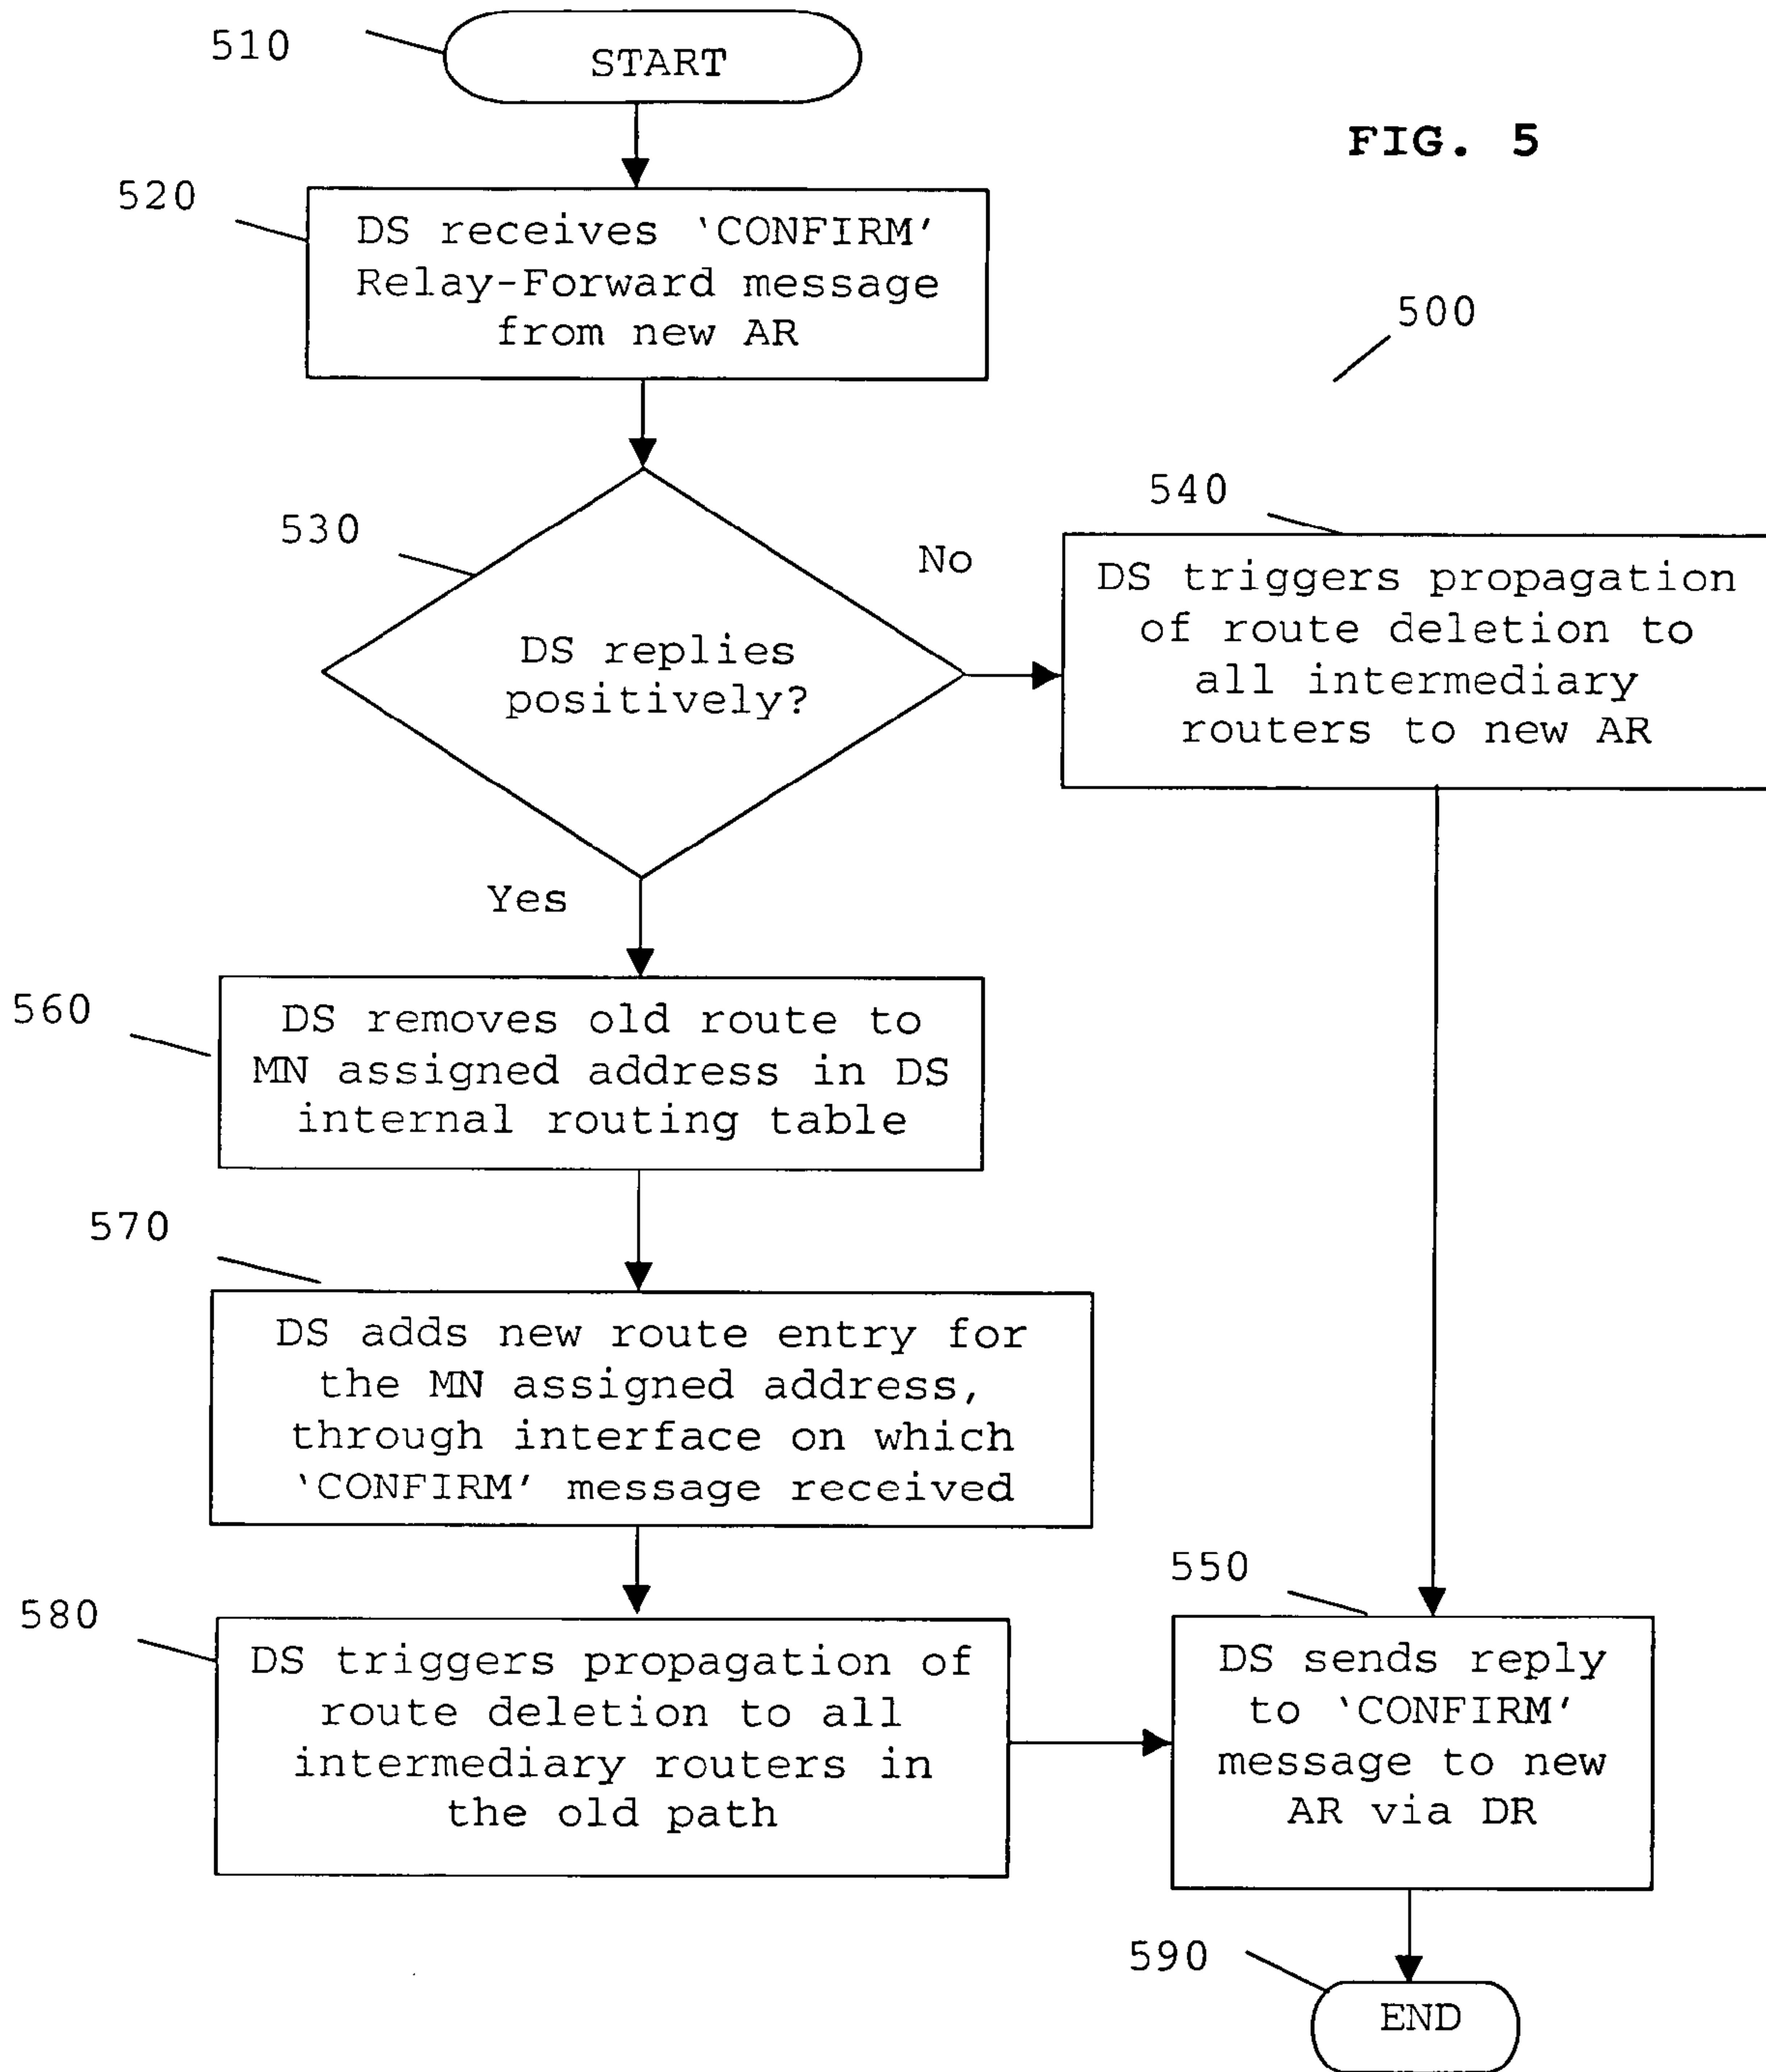 510
START
FIG. 5
520
DS receives ‘CONFIRM’
Relay-Forward message
from new AR
500
530
DS replies
positively?
No
540
DS triggers propagation
of route deletion to
all intermediary
routers to new AR
Yes
560
DS removes old route to
MN assigned address in DS
internal routing table
570
DS adds new route entry for
the MN assigned address,
through interface on which
‘CONFIRM’ message received
580
DS triggers propagation of
route deletion to all
intermediary routers in
the old path
550
DS sends reply
to ‘CONFIRM’
message to new
AR via DR
590
END